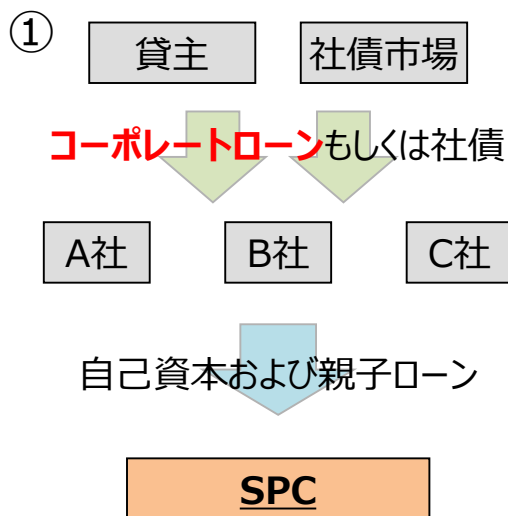 ①
貸主 社債市場
コーポレートローンもしくは社債
A社 B社 C社
自己資本および親子ローン
SPC